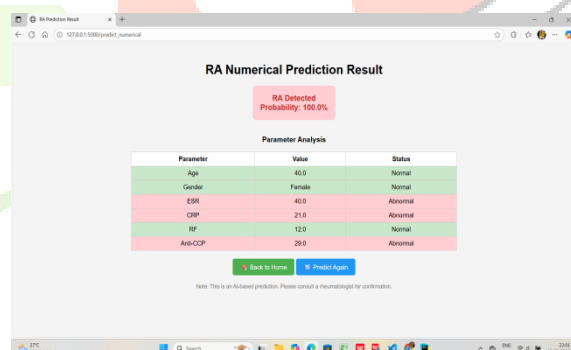 RA Prediction Result
127.0.0.1:5000/predict_numerical
RA Numerical Prediction Result
RA Detected
Probability: 100.0%
Parameter Analysis
Parameter Value Status
Age 40.0 Normal
Gender Female Normal
ESR 40.0 Abnormal
CRP 21.0 Abnormal
RF 12.0 Normal
Anti-CCP 29.0 Abnormal
Back to Home Predict Again
Note: This is an AI-based prediction. Please consult a rheumatologist for confirmation.
27°C Search ENG 22:01